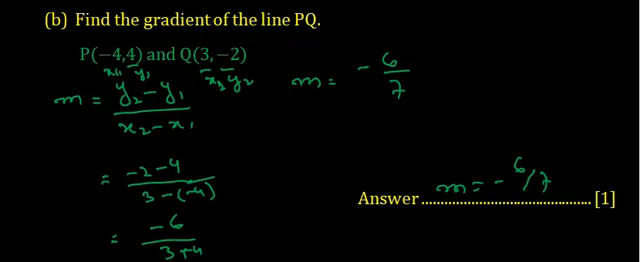 (b) Find the gradient of the line PQ.
P(−4,4) and Q(3,−2)
x₁ y₁ x₂ y₂
m = y₂ − y₁ / x₂ − x₁
m = − 6/7
= −2 − 4 / 3 − (−4)
= −6 / 3+4
m = − 6/7
Answer ............................................ [1]